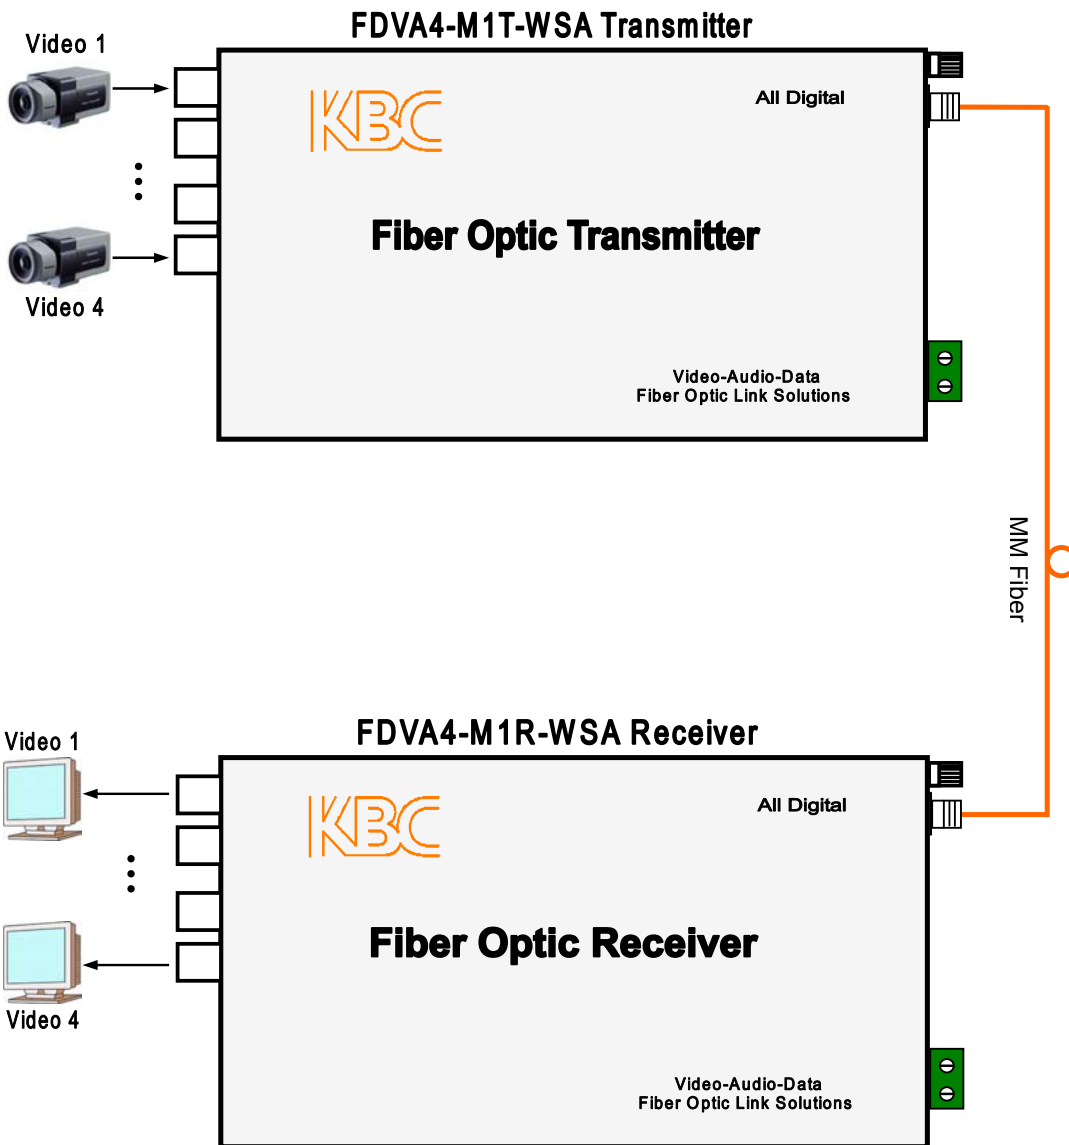 FDVA4-M1T-WSA Transmitter
Video 1
KBC
All Digital
Fiber Optic Transmitter
Video 4
Video-Audio-Data
Fiber Optic Link Solutions
MM Fiber
FDVA4-M1R-WSA Receiver
Video 1
KBC
All Digital
Fiber Optic Receiver
Video 4
Video-Audio-Data
Fiber Optic Link Solutions